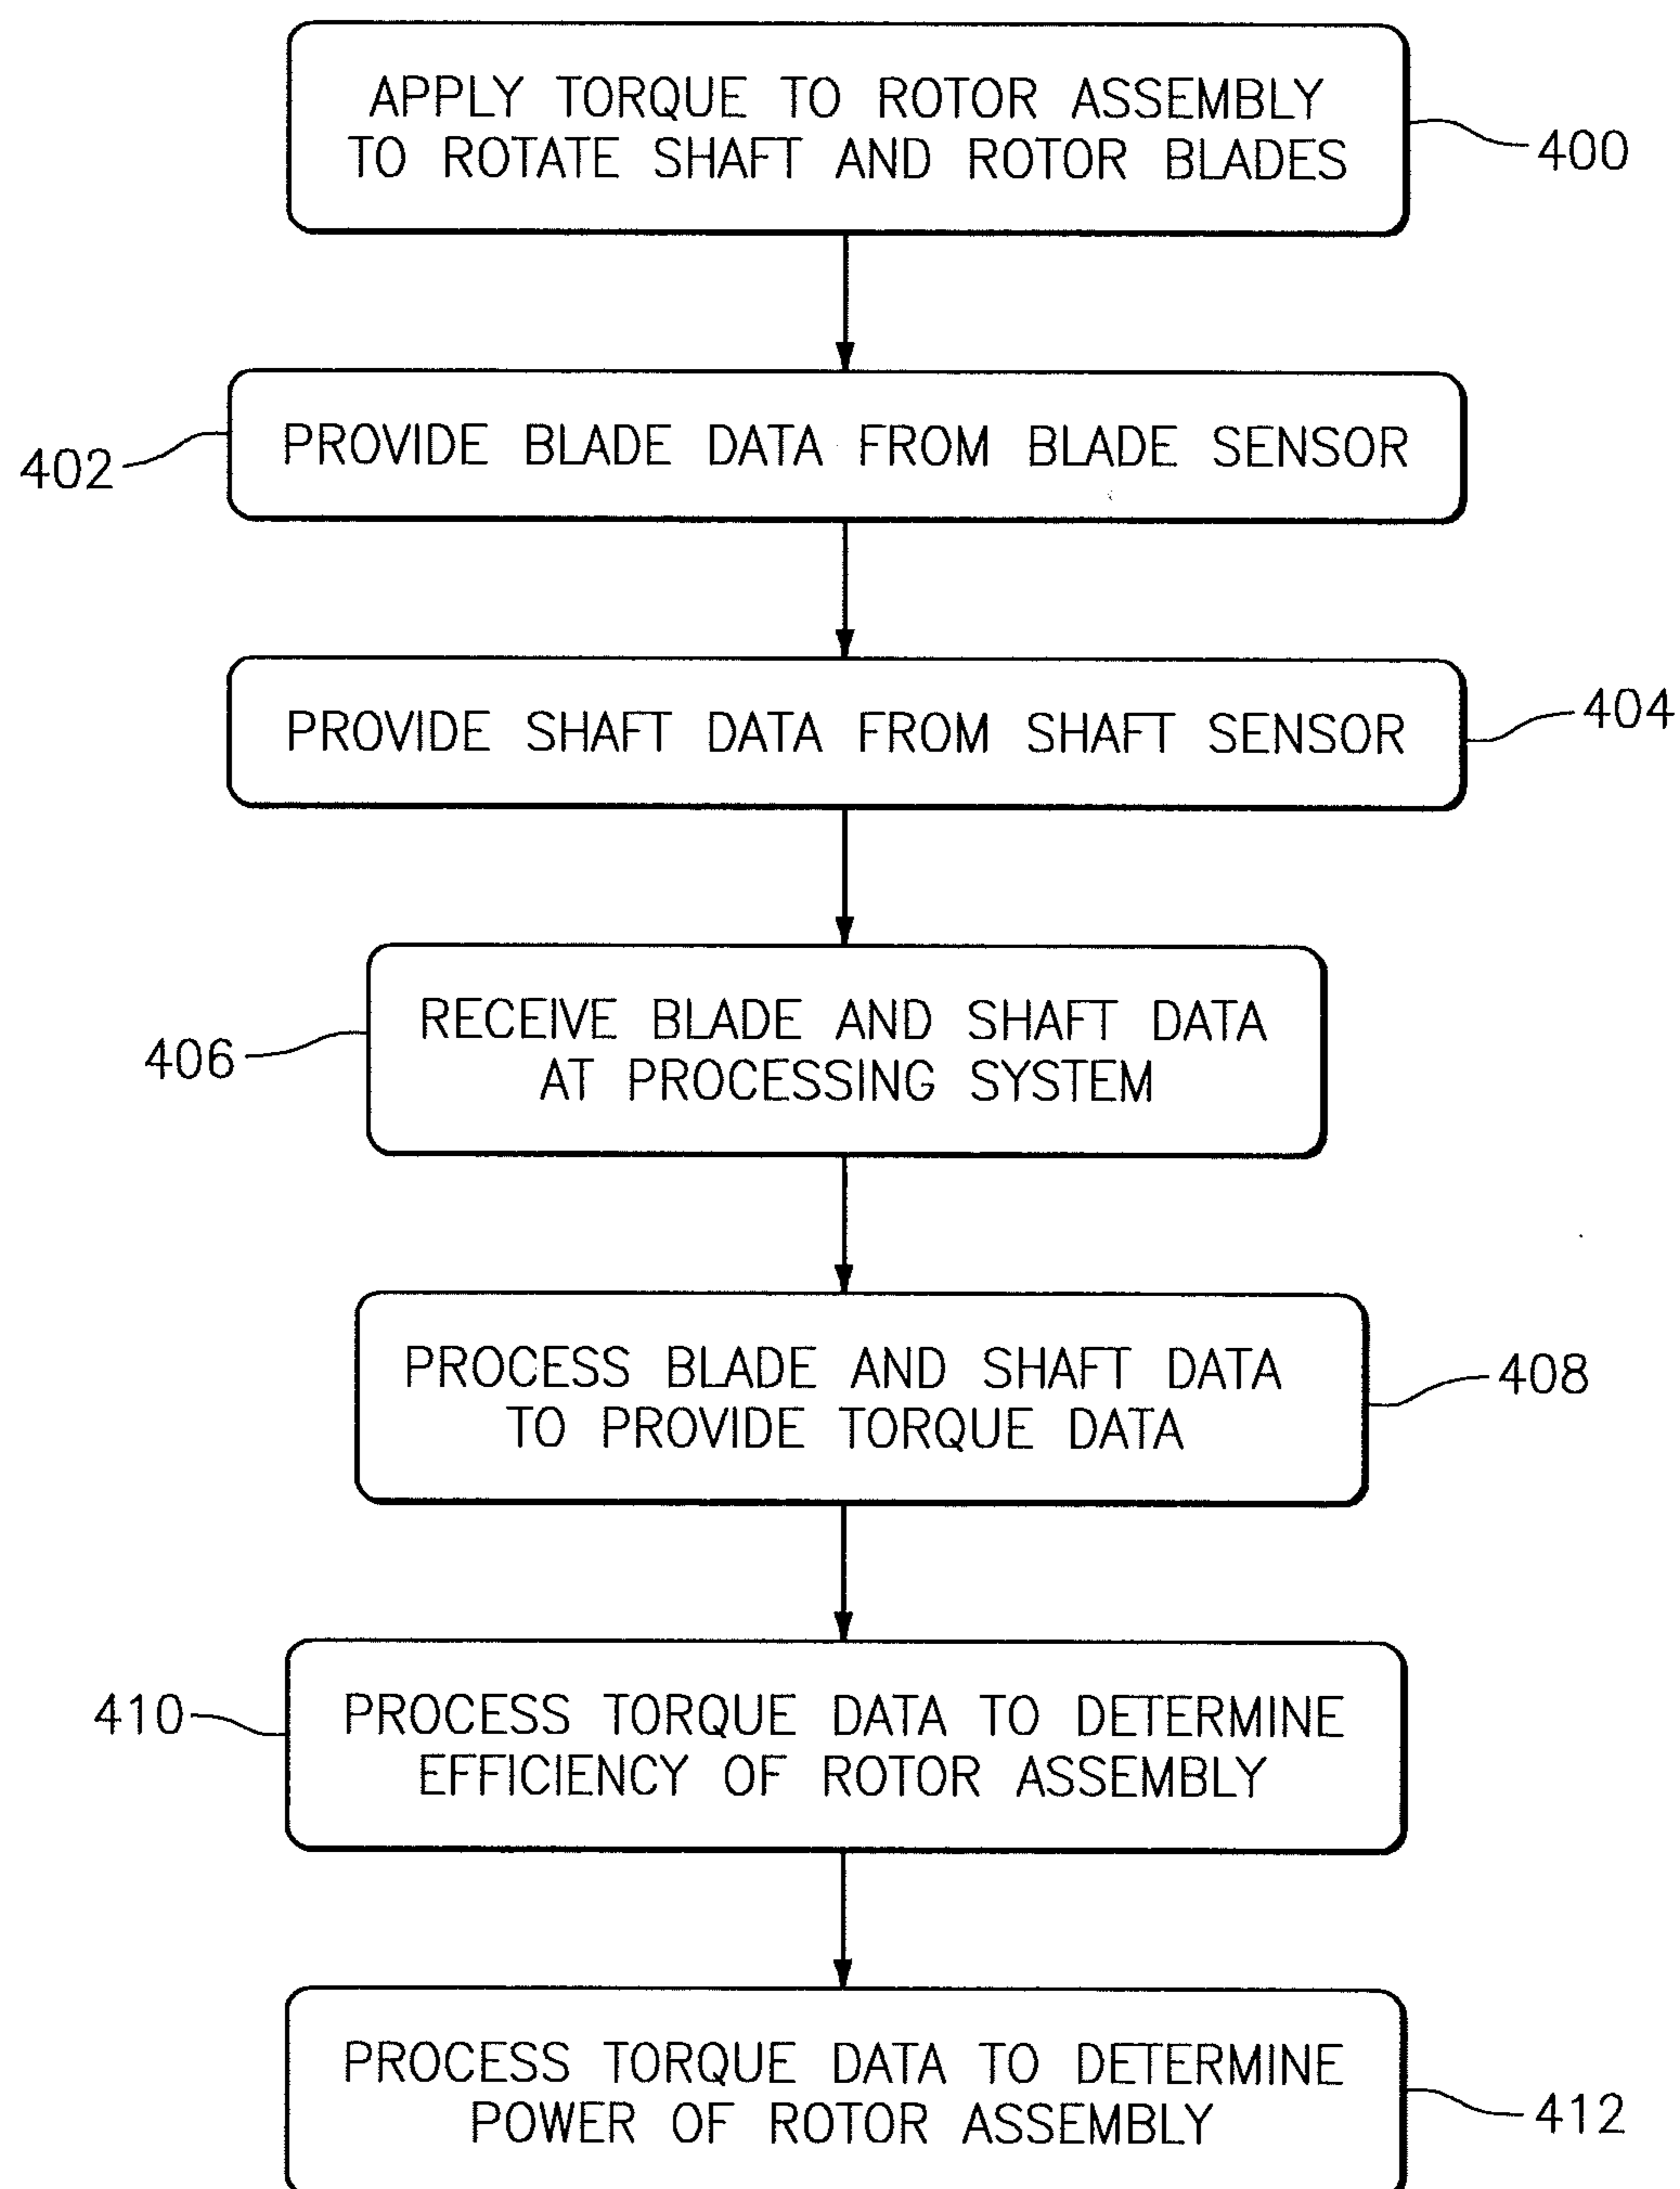 APPLY TORQUE TO ROTOR ASSEMBLY
TO ROTATE SHAFT AND ROTOR BLADES
400
PROVIDE BLADE DATA FROM BLADE SENSOR
402
PROVIDE SHAFT DATA FROM SHAFT SENSOR
404
RECEIVE BLADE AND SHAFT DATA
AT PROCESSING SYSTEM
406
PROCESS BLADE AND SHAFT DATA
TO PROVIDE TORQUE DATA
408
PROCESS TORQUE DATA TO DETERMINE
EFFICIENCY OF ROTOR ASSEMBLY
410
PROCESS TORQUE DATA TO DETERMINE
POWER OF ROTOR ASSEMBLY
412